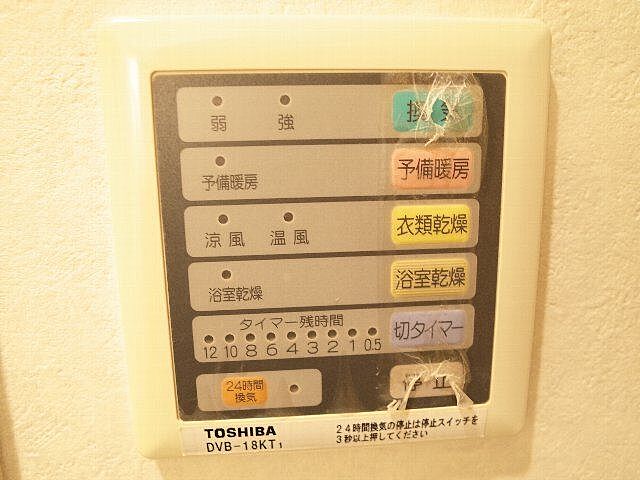 弱 強 換気
予備暖房 予備暖房
涼風 温風 衣類乾燥
浴室乾燥 浴室乾燥
タイマー残時間
12 10 8 6 4 3 2 1 0.5 切タイマー
24時間
換気
停止
TOSHIBA
DVB-18KT1
24時間換気の停止は停止スイッチを
3秒以上押してください